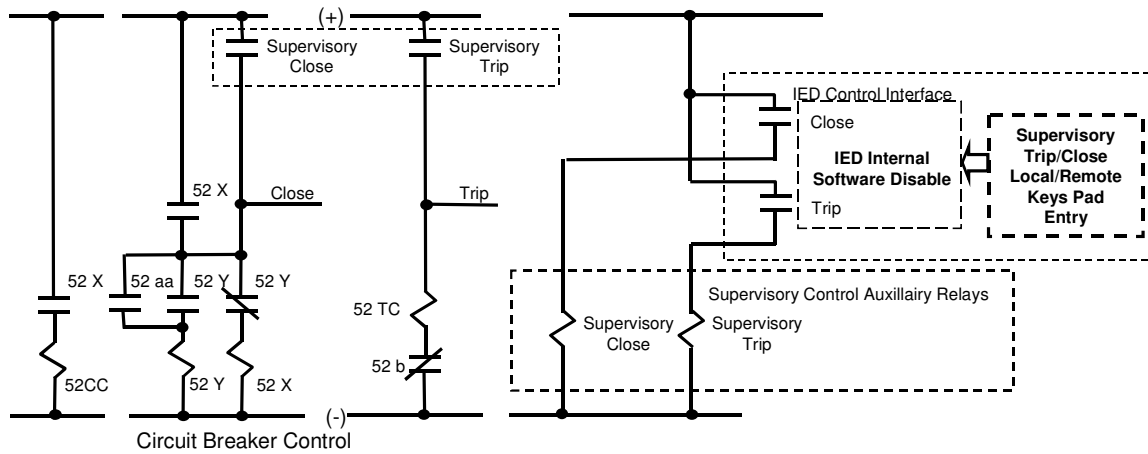 (+)
Supervisory
Close
Supervisory
Trip
IED Control Interface
Close
IED Internal
Software Disable
Trip
Supervisory
Trip/Close
Local/Remote
Keys Pad
Entry
52 X
Close
Trip
52 X
52 aa
52 Y
52 Y
52 TC
52 b
52CC
52 Y
52 X
Supervisory Control Auxillairy Relays
Supervisory
Close
Supervisory
Trip
(-)
Circuit Breaker Control